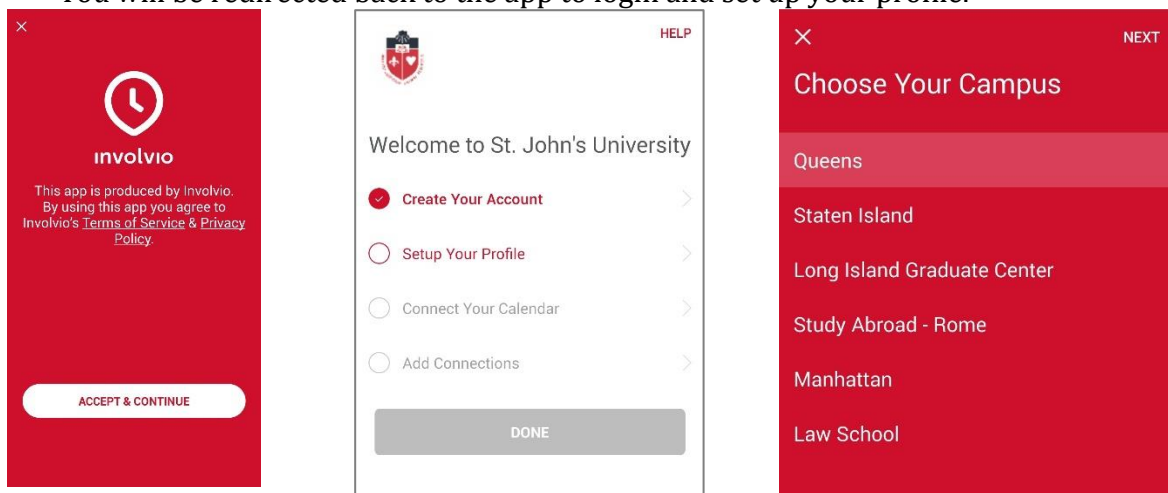 You will be redirected back to the app to login and set up your profile.
involvio
This app is produced by Involvio.
By using this app you agree to
Involvio's Terms of Service & Privacy
Policy.
ACCEPT & CONTINUE
HELP
Welcome to St. John's University
Create Your Account
Setup Your Profile
Connect Your Calendar
Add Connections
DONE
NEXT
Choose Your Campus
Queens
Staten Island
Long Island Graduate Center
Study Abroad - Rome
Manhattan
Law School